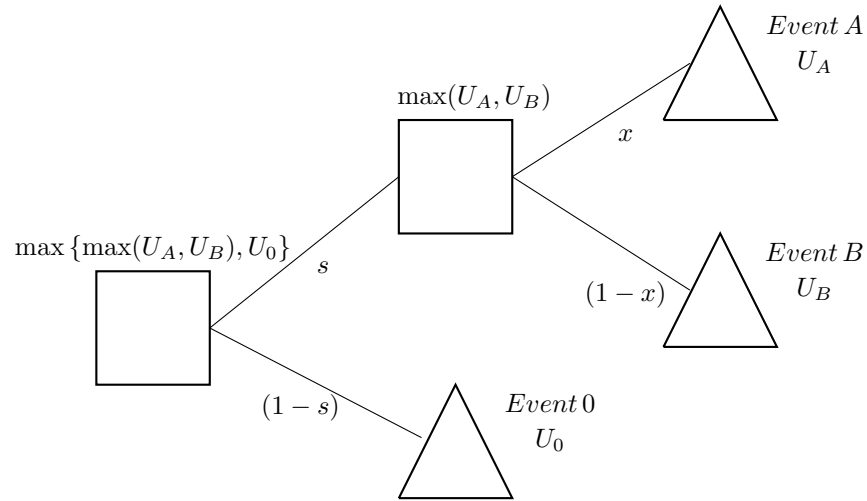 Event A
U_A
max(U_A, U_B)
x
max {max(U_A, U_B), U_0}
s
Event B
(1 − x)
U_B
(1 − s)
Event 0
U_0